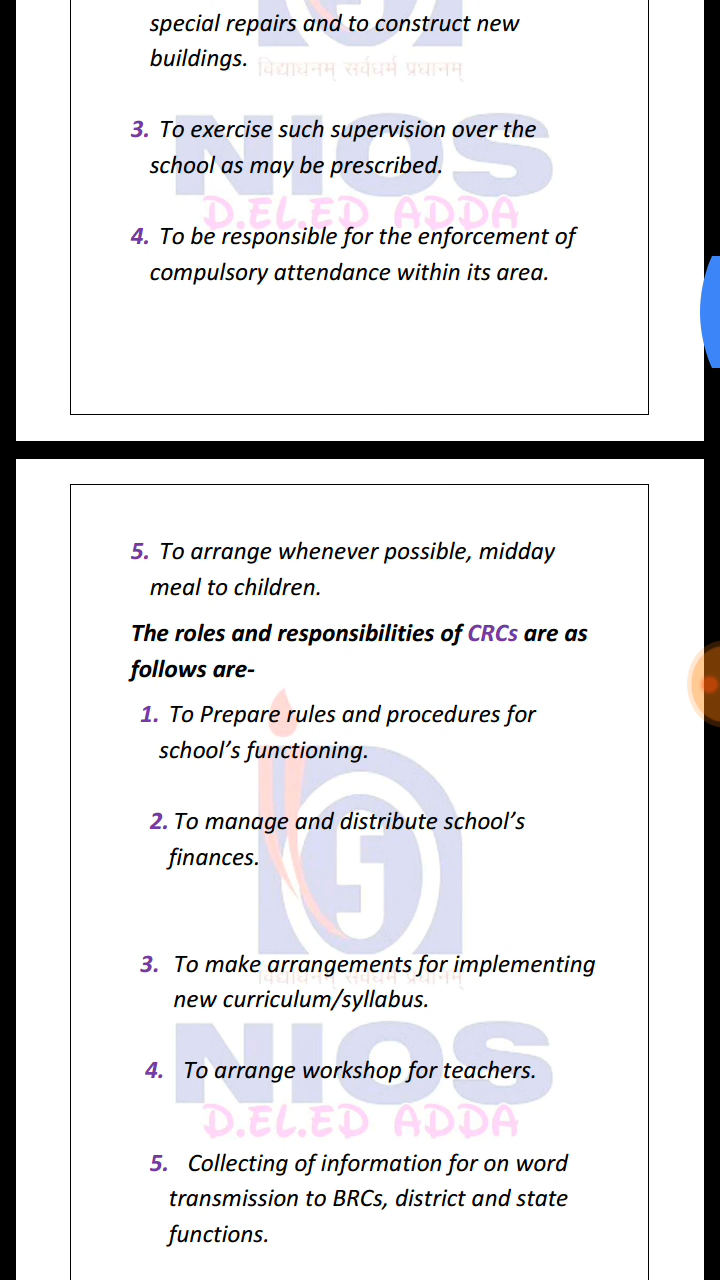 special repairs and to construct new
buildings.
विद्याधनम् सर्वधनं प्रधानम्
3. To exercise such supervision over the
school as may be prescribed.
NIOS
D.EL.ED ADDA
4. To be responsible for the enforcement of
compulsory attendance within its area.
5. To arrange whenever possible, midday
meal to children.
The roles and responsibilities of CRCs are as
follows are-
1. To Prepare rules and procedures for
school's functioning.
2. To manage and distribute school's
finances.
3. To make arrangements for implementing
new curriculum/syllabus.
NIOS
4. To arrange workshop for teachers.
D.EL.ED ADDA
5. Collecting of information for on word
transmission to BRCs, district and state
functions.